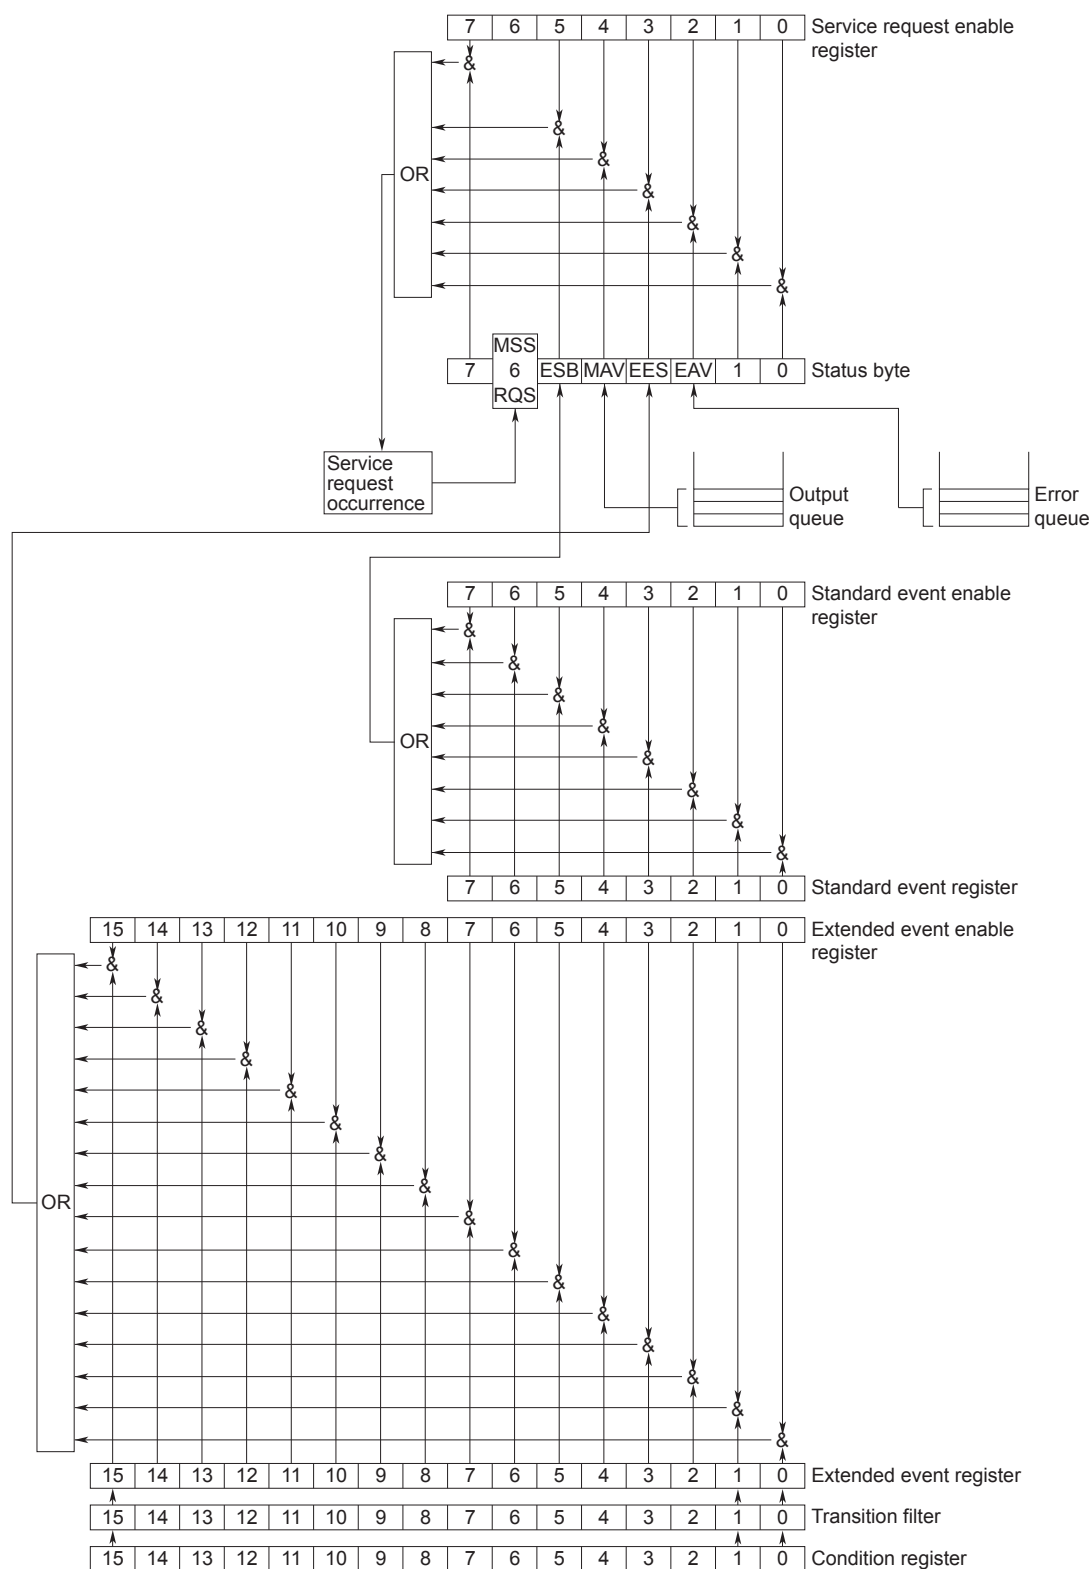 7 6 5 4 3 2 1 0 Service request enable
register
&
&
&
OR
&
&
&
&
MSS
7 6 ESB MAV EES EAV 1 0 Status byte
RQS
Service
request
occurrence
Output
queue
Error
queue
7 6 5 4 3 2 1 0 Standard event enable
register
&
&
&
&
OR
&
&
&
&
7 6 5 4 3 2 1 0 Standard event register
15 14 13 12 11 10 9 8 7 6 5 4 3 2 1 0 Extended event enable
register
&
&
&
&
&
&
&
&
OR
&
&
&
&
&
&
&
&
15 14 13 12 11 10 9 8 7 6 5 4 3 2 1 0 Extended event register
15 14 13 12 11 10 9 8 7 6 5 4 3 2 1 0 Transition filter
15 14 13 12 11 10 9 8 7 6 5 4 3 2 1 0 Condition register